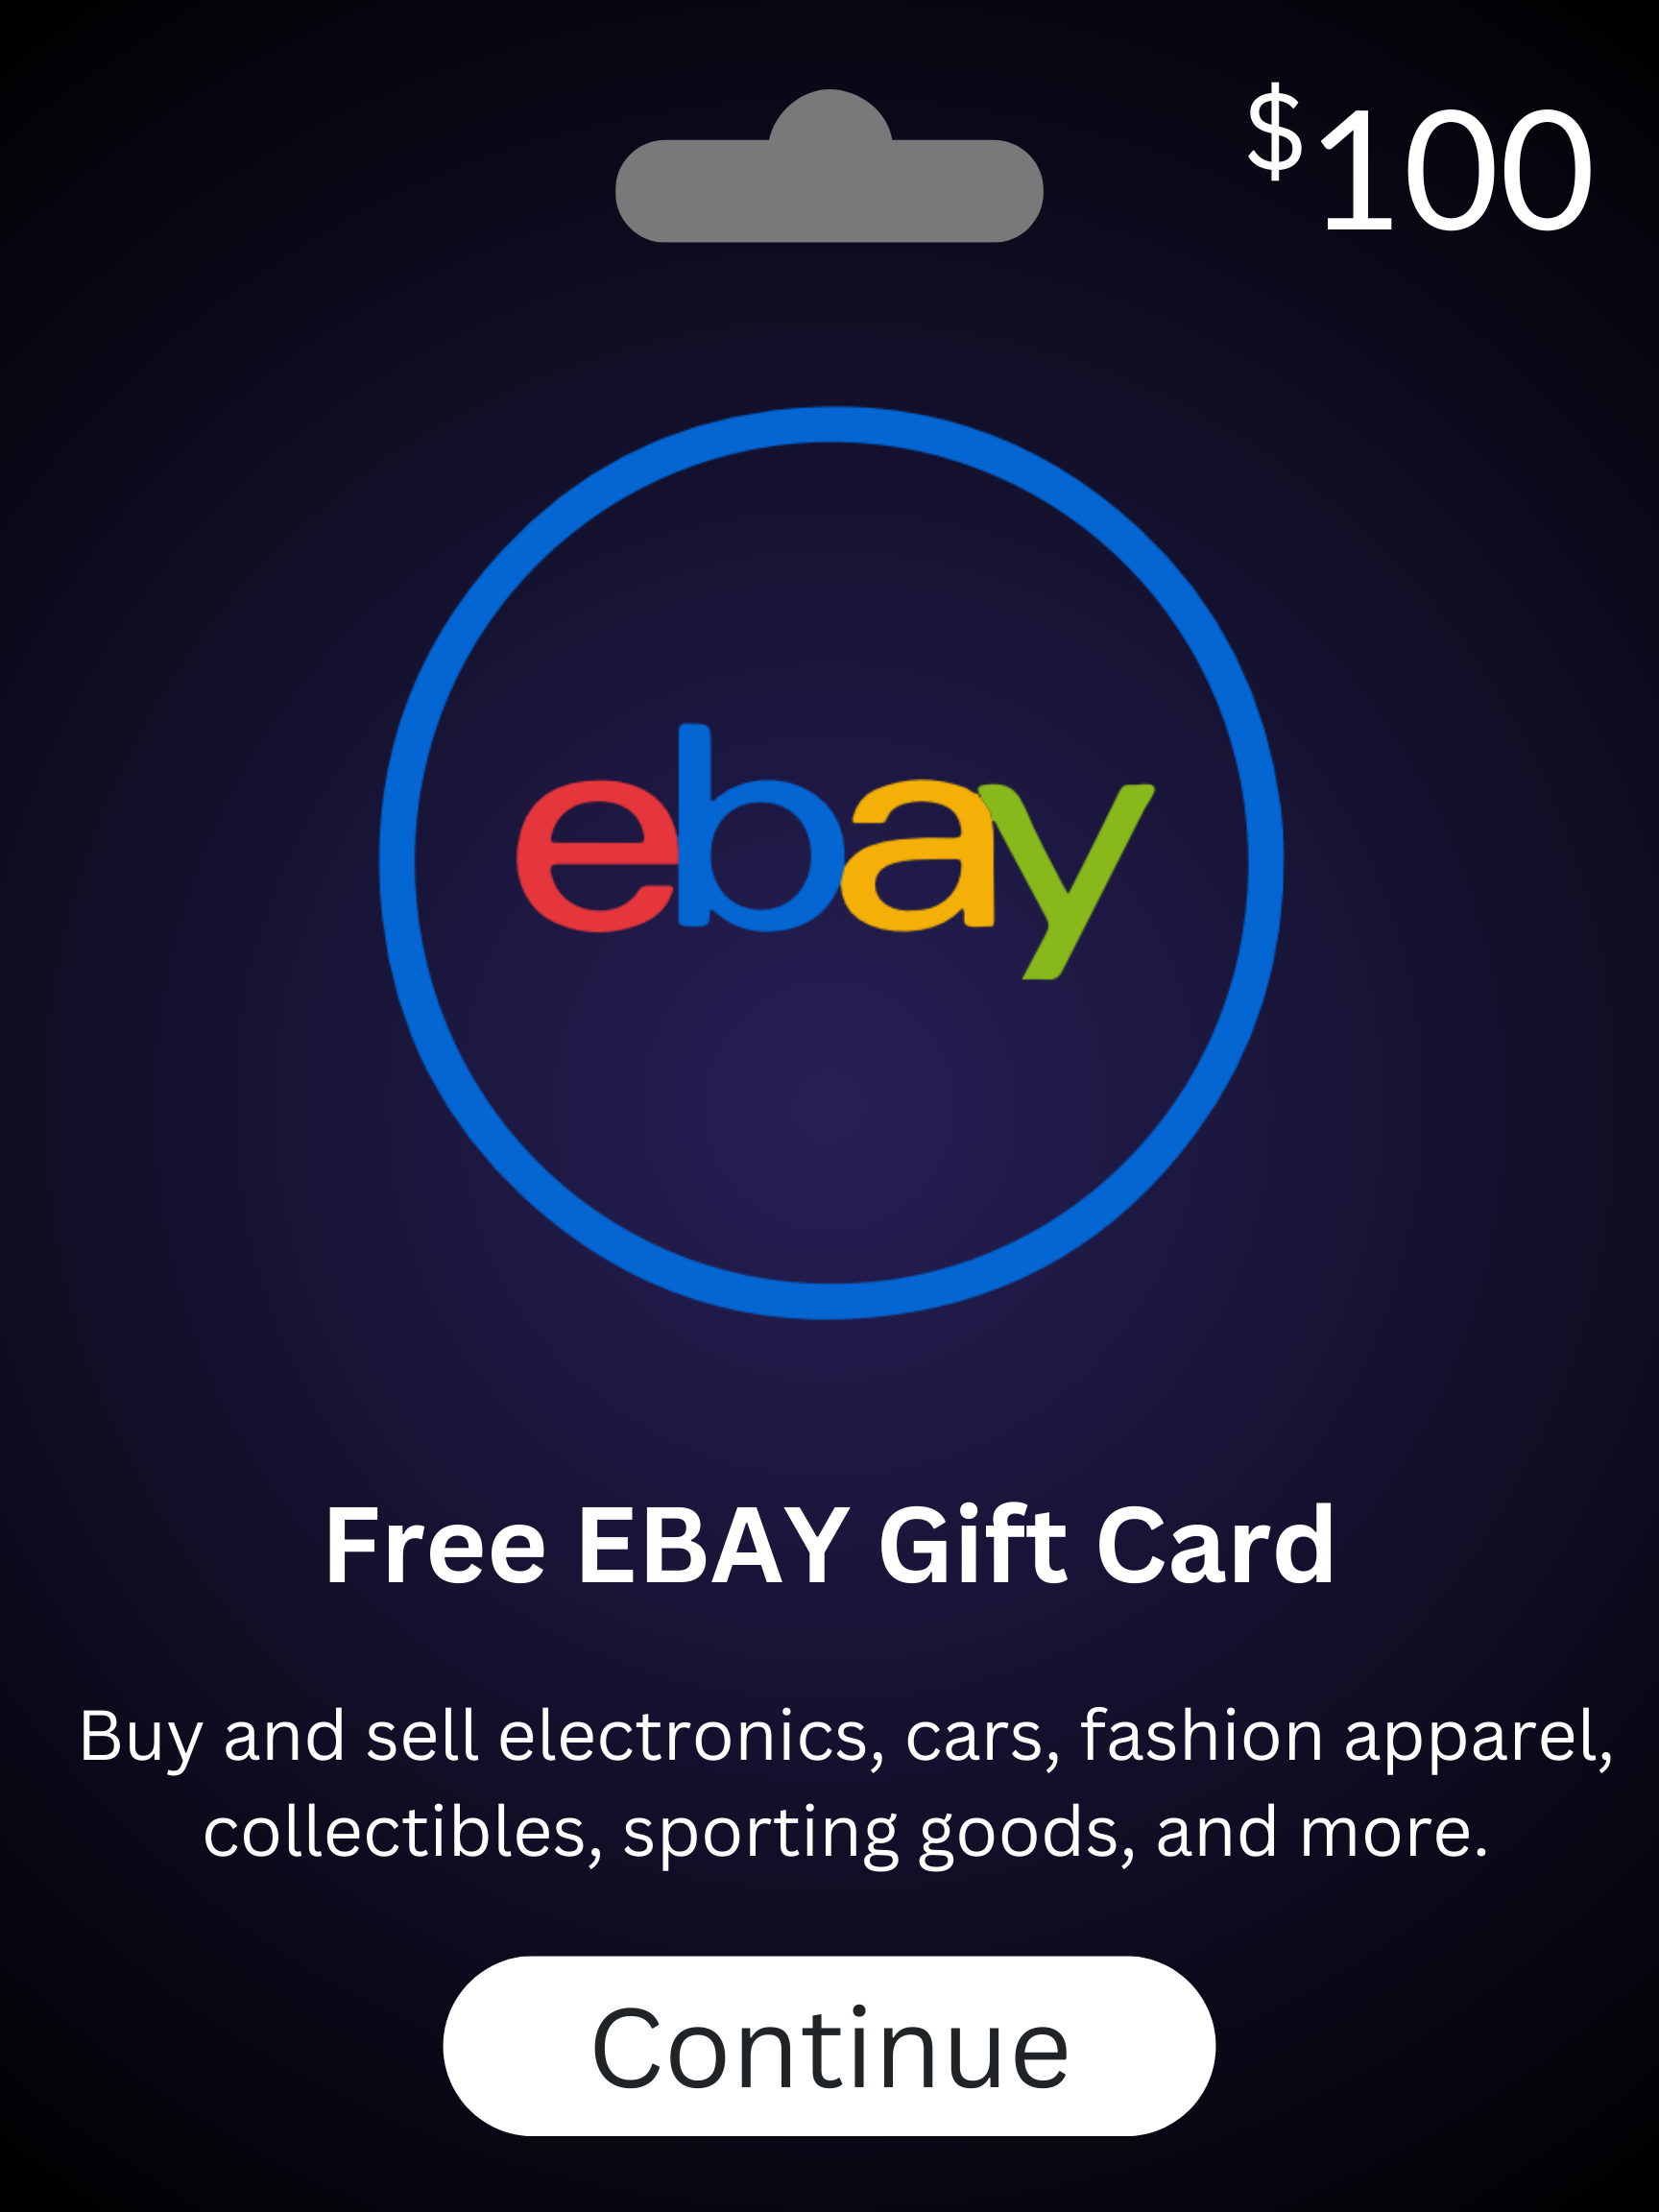 $100
ebay
Free EBAY Gift Card
Buy and sell electronics, cars, fashion apparel,
collectibles, sporting goods, and more.
Continue